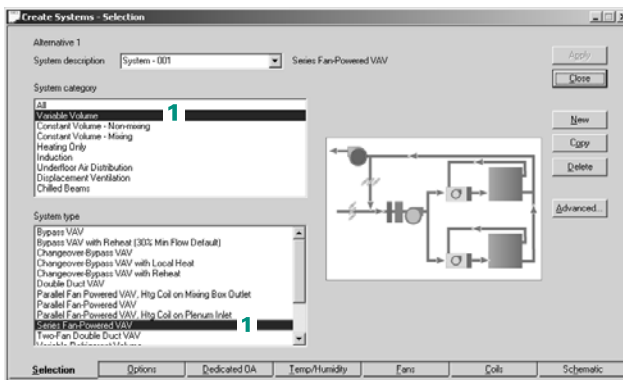 Create Systems - Selection
Alternative 1
System description System - 001 Series Fan-Powered VAV
Apply
Close
System category
All
Variable Volume 1
Constant Volume - Non-mixing
Constant Volume - Mixing
Heating Only
Induction
Underfloor Air Distribution
Displacement Ventilation
Chilled Beams
New
Copy
Delete
Advanced...
System type
Bypass VAV
Bypass VAV with Reheat (30% Min Flow Default)
Changeover-Bypass VAV
Changeover-Bypass VAV with Local Heat
Changeover-Bypass VAV with Reheat
Double Duct VAV
Parallel Fan Powered VAV, Htg Coil on Mixing Box Outlet
Parallel Fan-Powered VAV
Parallel Fan-Powered VAV, Htg Coil on Plenum Inlet
Series Fan-Powered VAV 1
Two-Fan Double Duct VAV
Variable Refrigerant Volume
Selection Options Dedicated OA Temp/Humidity Fans Coils Schematic